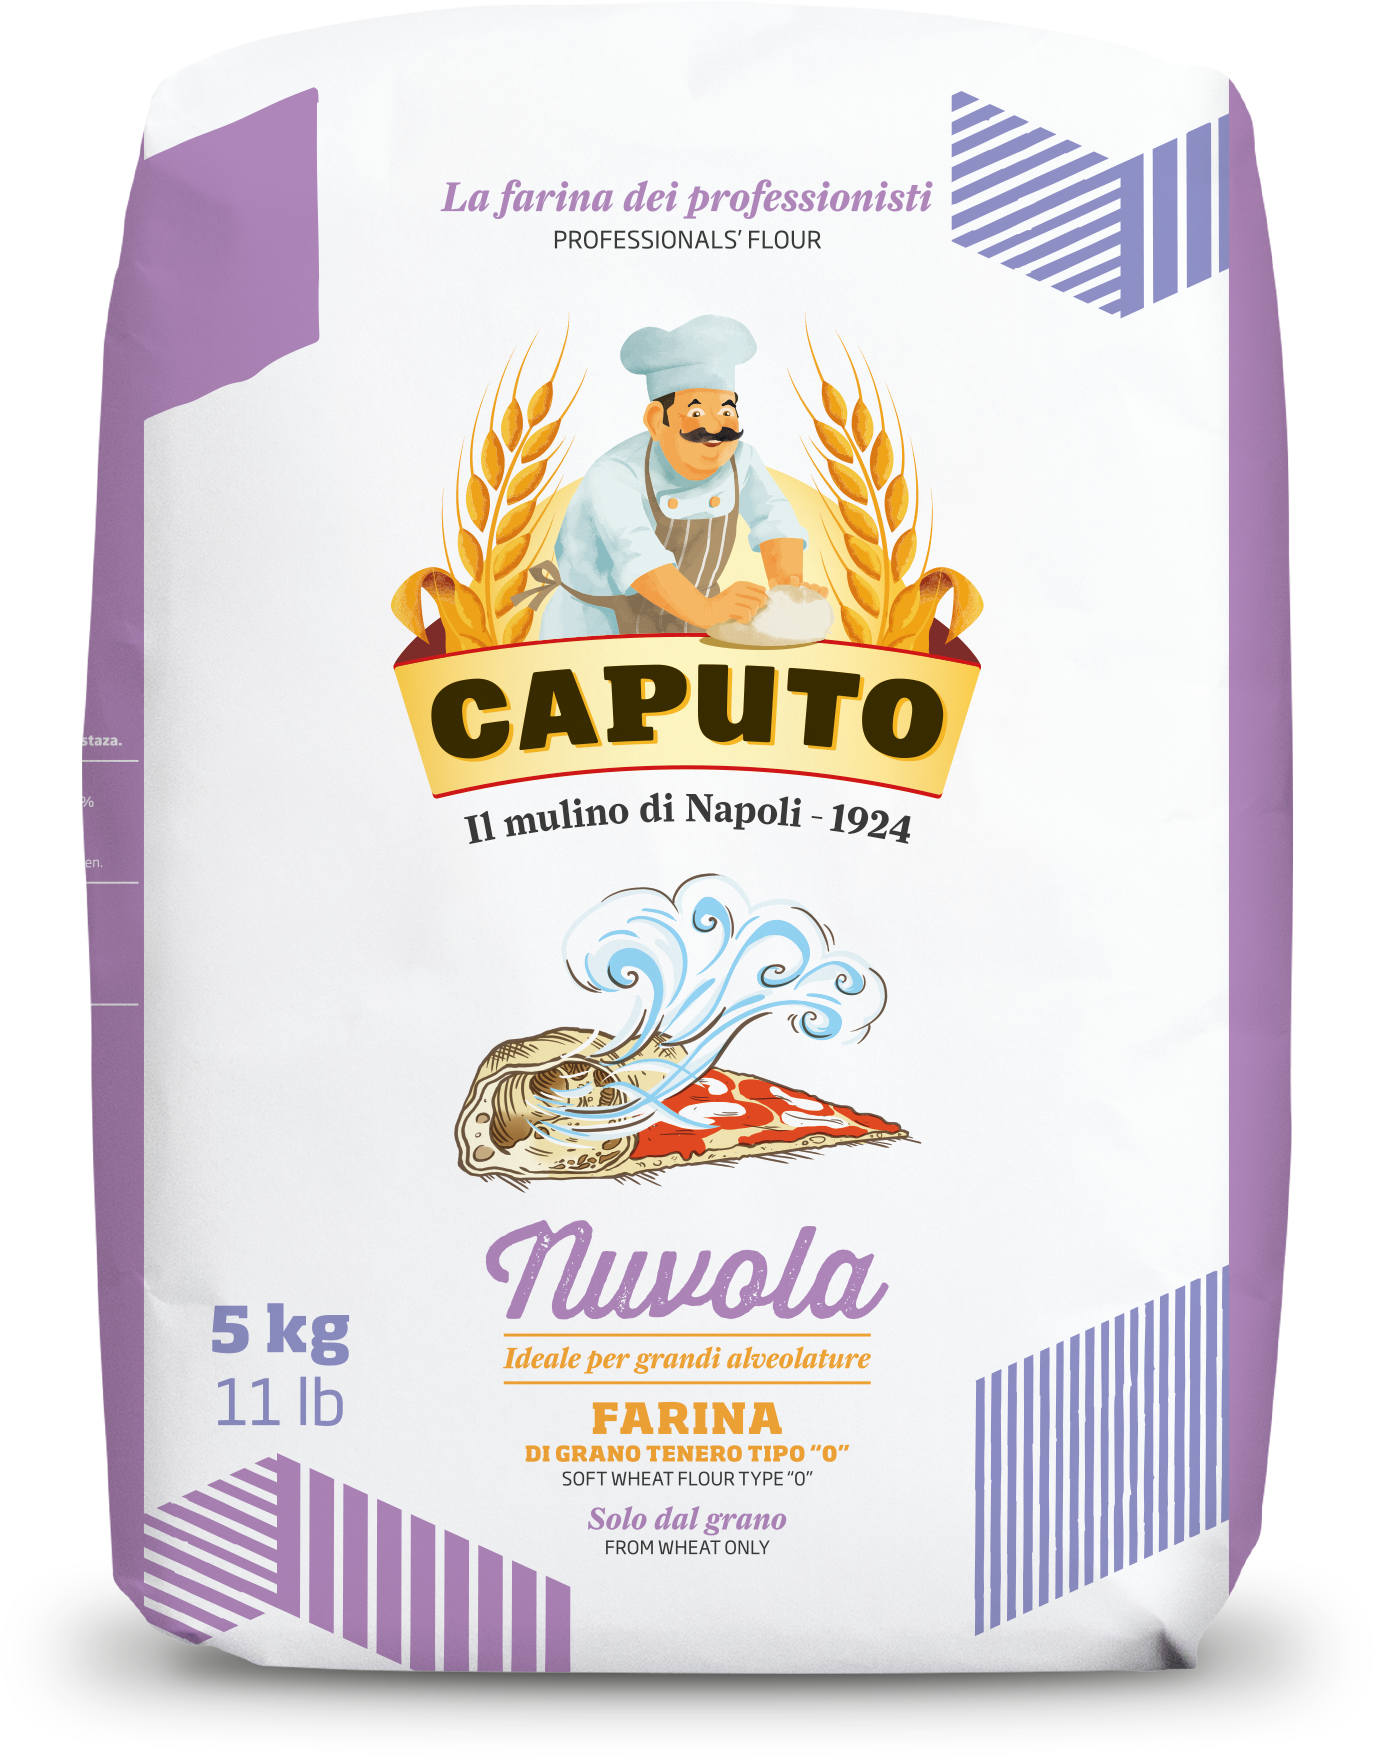 La farina dei professionisti
PROFESSIONALS' FLOUR
CAPUTO
Il mulino di Napoli - 1924
staza.
%
en.
Nuvola
Ideale per grandi alveolature
5 kg
11 lb
FARINA
DI GRANO TENERO TIPO "0"
SOFT WHEAT FLOUR TYPE "0"
Solo dal grano
FROM WHEAT ONLY